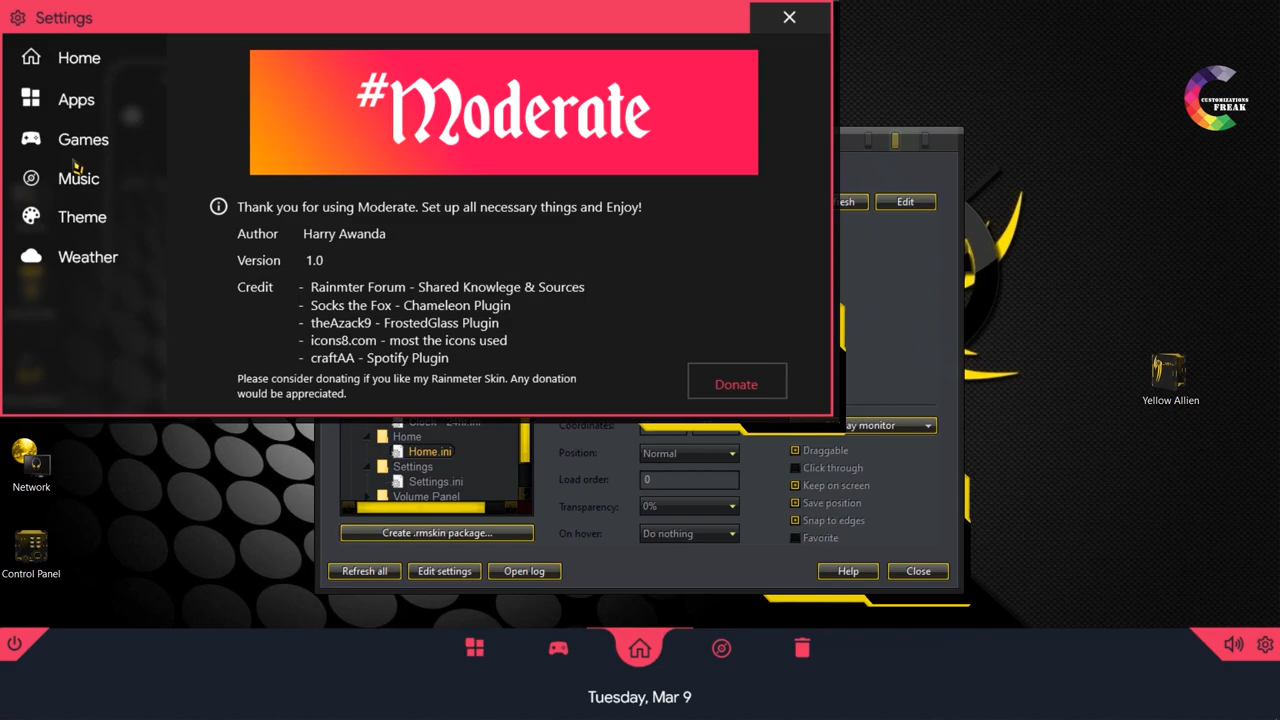 Settings
Home
Apps
Games
Music
Theme
Weather
#Moderate
Thank you for using Moderate. Set up all necessary things and Enjoy!
Author Harry Awanda
Version 1.0
Credit - Rainmter Forum - Shared Knowlege & Sources
- Socks the Fox - Chameleon Plugin
- theAzack9 - FrostedGlass Plugin
- icons8.com - most the icons used
- craftAA - Spotify Plugin
Please consider donating if you like my Rainmeter Skin. Any donation
would be appreciated.
Donate
CUSTOMIZATIONS
FREAK
esh
Edit
Yellow Allien
Network
Control Panel
Home
Home.ini
Settings
Settings.ini
Volume Panel
Create .rmskin package...
Coordinates:
Position: Normal
Load order: 0
Transparency: 0%
On hover: Do nothing
ay monitor
Draggable
Click through
Keep on screen
Save position
Snap to edges
Favorite
Refresh all
Edit settings
Open log
Help
Close
Tuesday, Mar 9